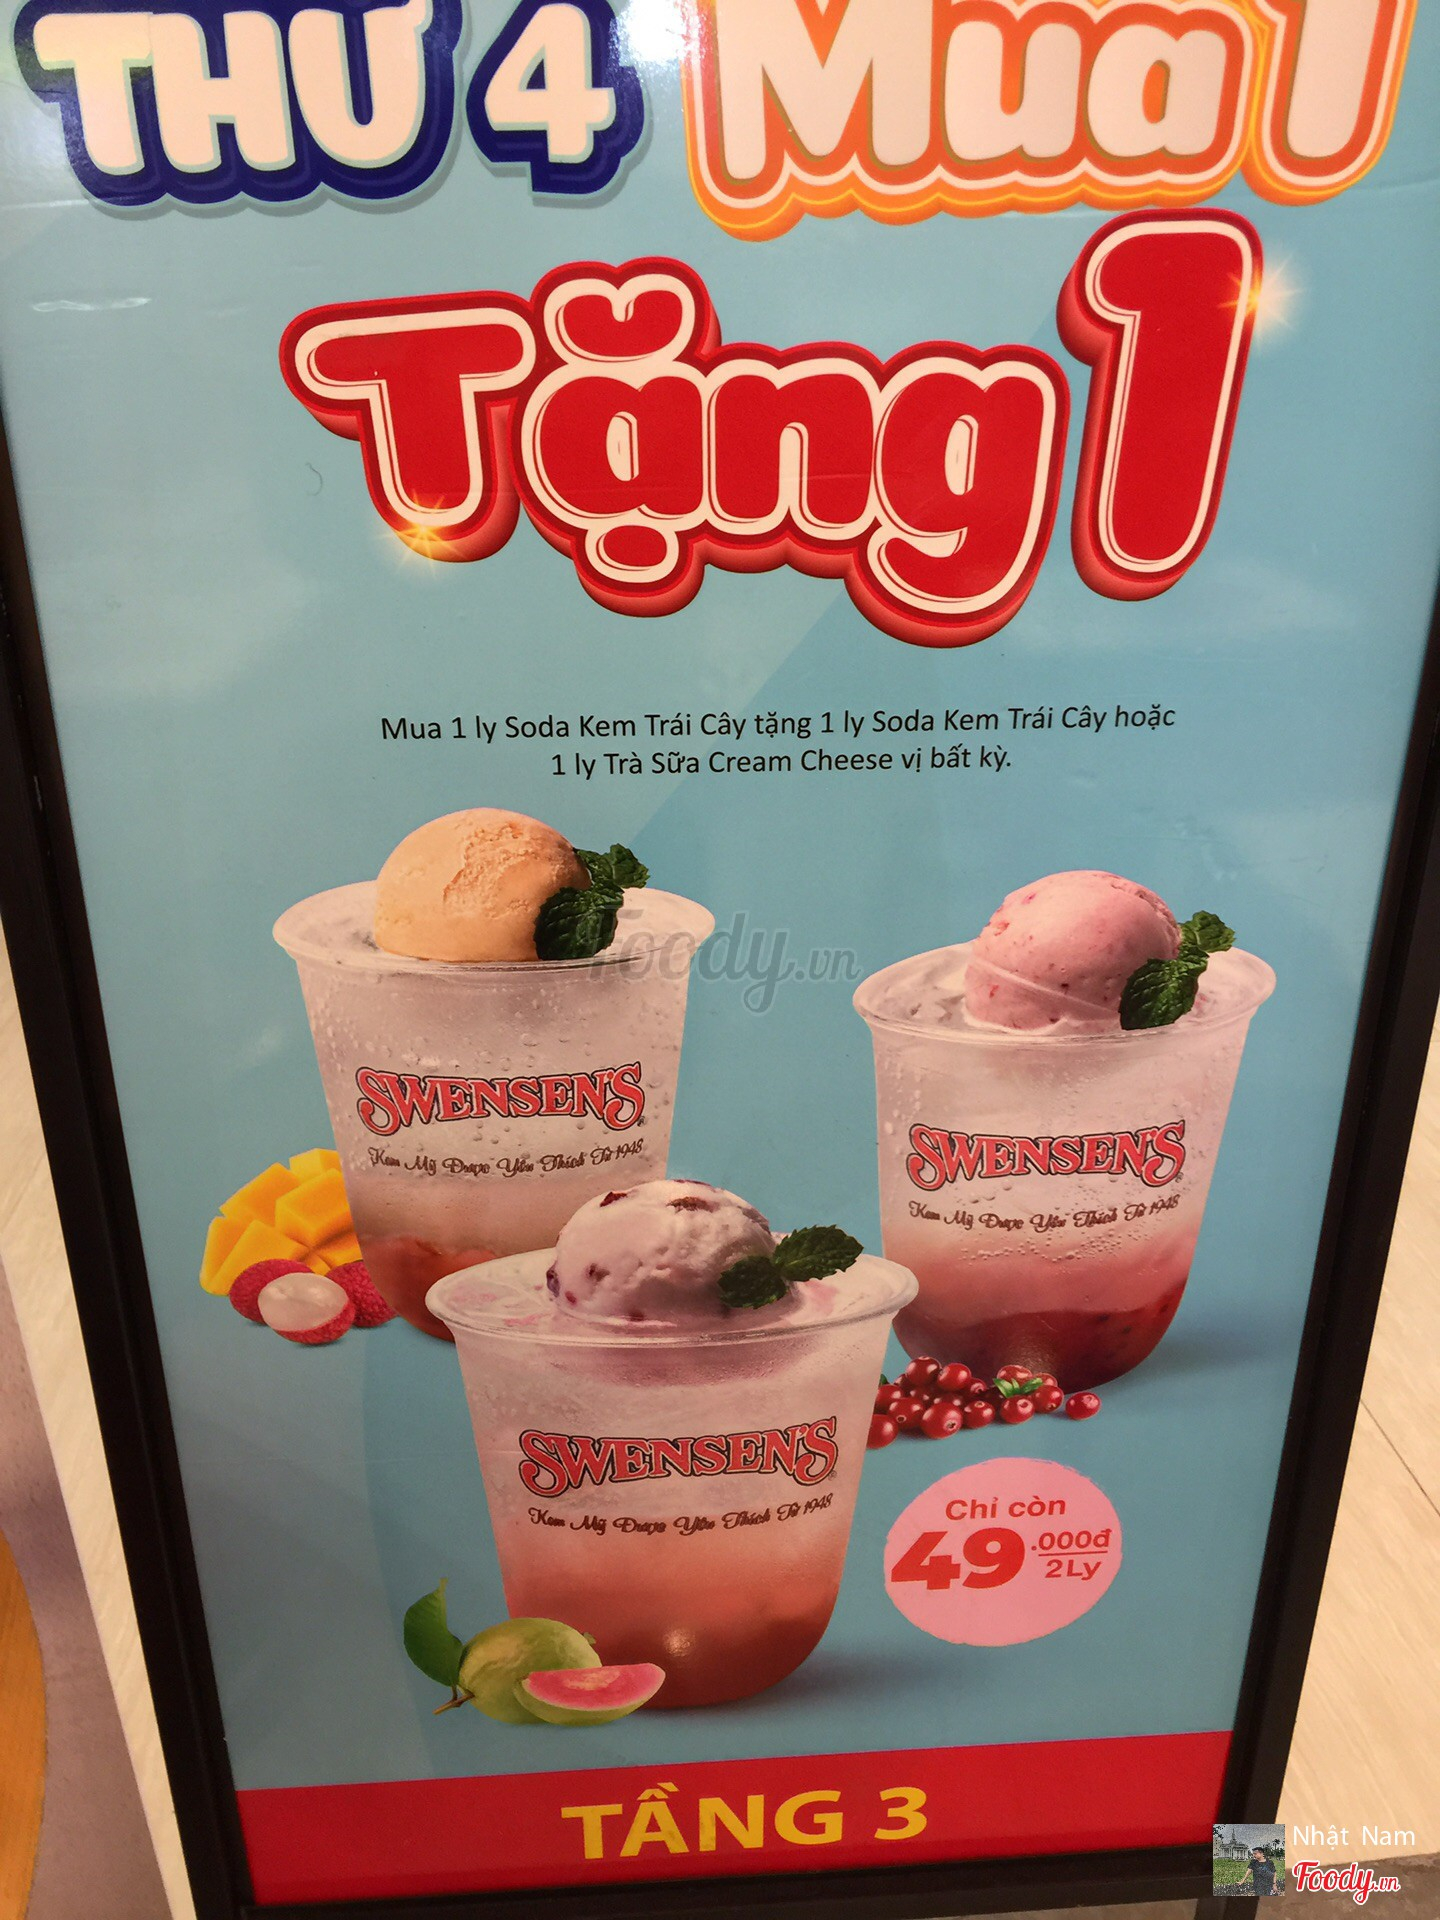 THỨ 4 Mua 1
Tặng 1
Mua 1 ly Soda Kem Trái Cây tặng 1 ly Soda Kem Trái Cây hoặc
1 ly Trà Sữa Cream Cheese vị bất kỳ.
Foody.vn
SWENSEN'S
Kem Mỹ Được Yêu Thích Từ 1948
SWENSEN'S
Kem Mỹ Được Yêu Thích Từ 1948
SWENSEN'S
Kem Mỹ Được Yêu Thích Từ 1948
Chỉ còn
49.000đ
2Ly
TẦNG 3
Nhật Nam
Foody.vn